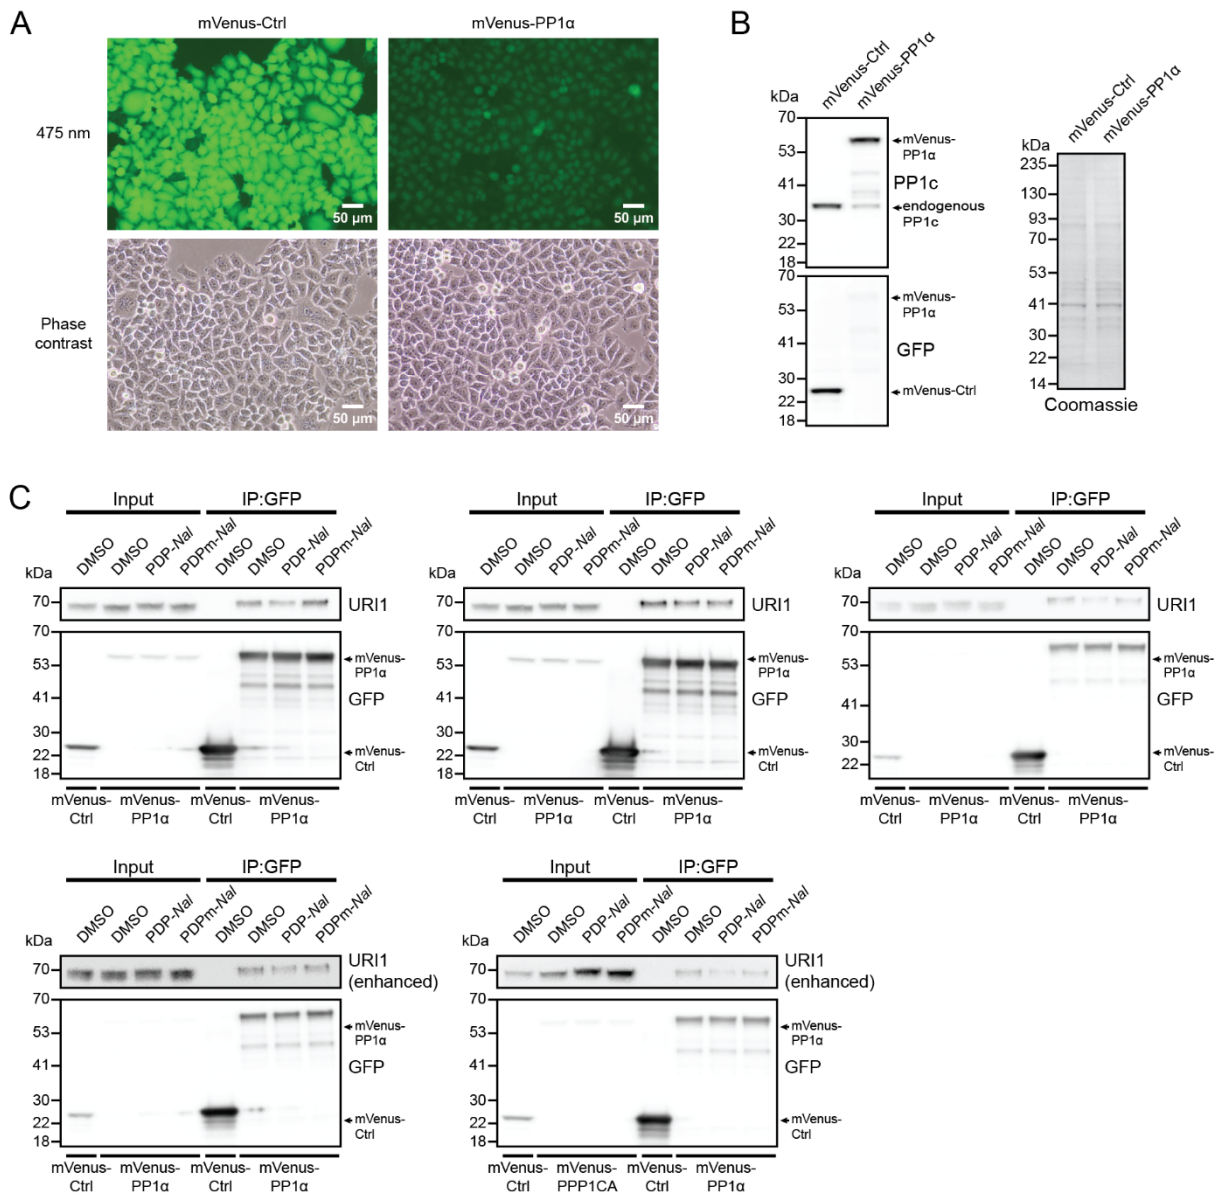 A
mVenus-Ctrl
mVenus-PP1α
475 nm
50 µm
50 µm
Phase
contrast
50 µm
50 µm
B
mVenus-Ctrl
mVenus-PP1α
kDa
70
53
41
30
22
18
mVenus-
PP1α
PP1c
endogenous
PP1c
70
53
41
30
22
18
mVenus-
PP1α
GFP
mVenus-Ctrl
mVenus-Ctrl
mVenus-PP1α
kDa
235
130
93
70
53
41
30
22
14
Coomassie
C
Input
IP:GFP
DMSO
DMSO
PDP-Nal
PDPm-Nal
DMSO
DMSO
PDP-Nal
PDPm-Nal
kDa
70
URI1
70
53
41
30
22
18
mVenus-
PP1α
GFP
mVenus-
Ctrl
mVenus-
Ctrl
mVenus-
PP1α
mVenus-
Ctrl
mVenus-
PP1α
Input
IP:GFP
DMSO
DMSO
PDP-Nal
PDPm-Nal
DMSO
DMSO
PDP-Nal
PDPm-Nal
kDa
70
URI1
70
53
41
30
22
18
mVenus-
PP1α
GFP
mVenus-
Ctrl
mVenus-
Ctrl
mVenus-
PP1α
mVenus-
Ctrl
mVenus-
PP1α
Input
IP:GFP
DMSO
DMSO
PDP-Nal
PDPm-Nal
DMSO
DMSO
PDP-Nal
PDPm-Nal
kDa
70
URI1
70
53
41
30
22
mVenus-
PP1α
GFP
mVenus-
Ctrl
mVenus-
Ctrl
mVenus-
PP1α
mVenus-
Ctrl
mVenus-
PP1α
Input
IP:GFP
DMSO
DMSO
PDP-Nal
PDPm-Nal
DMSO
DMSO
PDP-Nal
PDPm-Nal
kDa
70
URI1
(enhanced)
70
53
41
30
22
18
mVenus-
PP1α
GFP
mVenus-
Ctrl
mVenus-
Ctrl
mVenus-
PP1α
mVenus-
Ctrl
mVenus-
PP1α
Input
IP:GFP
DMSO
DMSO
PDP-Nal
PDPm-Nal
DMSO
DMSO
PDP-Nal
PDPm-Nal
kDa
70
URI1
(enhanced)
70
53
41
30
22
18
mVenus-
PP1α
GFP
mVenus-
Ctrl
mVenus-
Ctrl
mVenus-
PPP1CA
mVenus-
Ctrl
mVenus-
PP1α